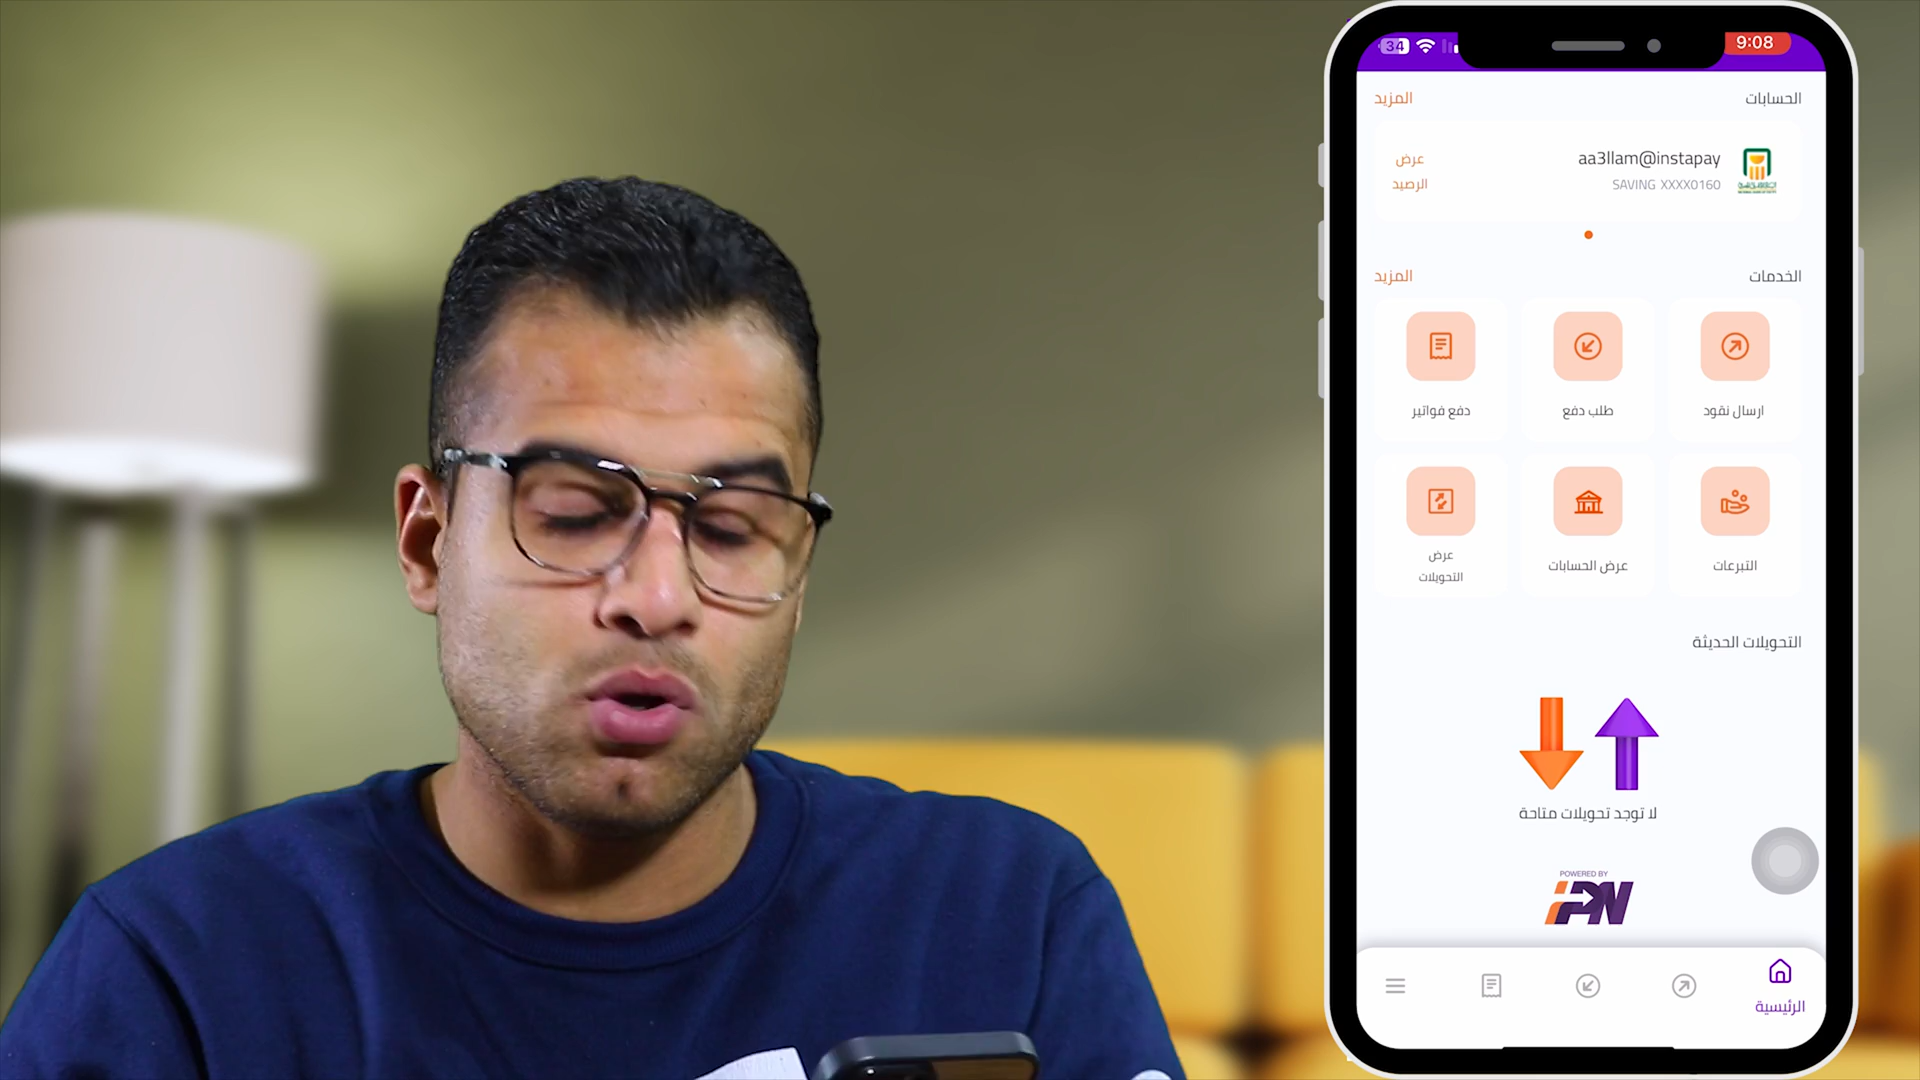 34
9:08
الحسابات
المزيد
aa3llam@instapay
SAVING XXXX0160
عرض
الرصيد
الخدمات
المزيد
ارسال نقود
طلب دفع
دفع فواتير
التبرعات
عرض الحسابات
عرض
التحويلات
التحويلات الحديثة
لا توجد تحويلات متاحة
POWERED BY
iPN
الرئيسية